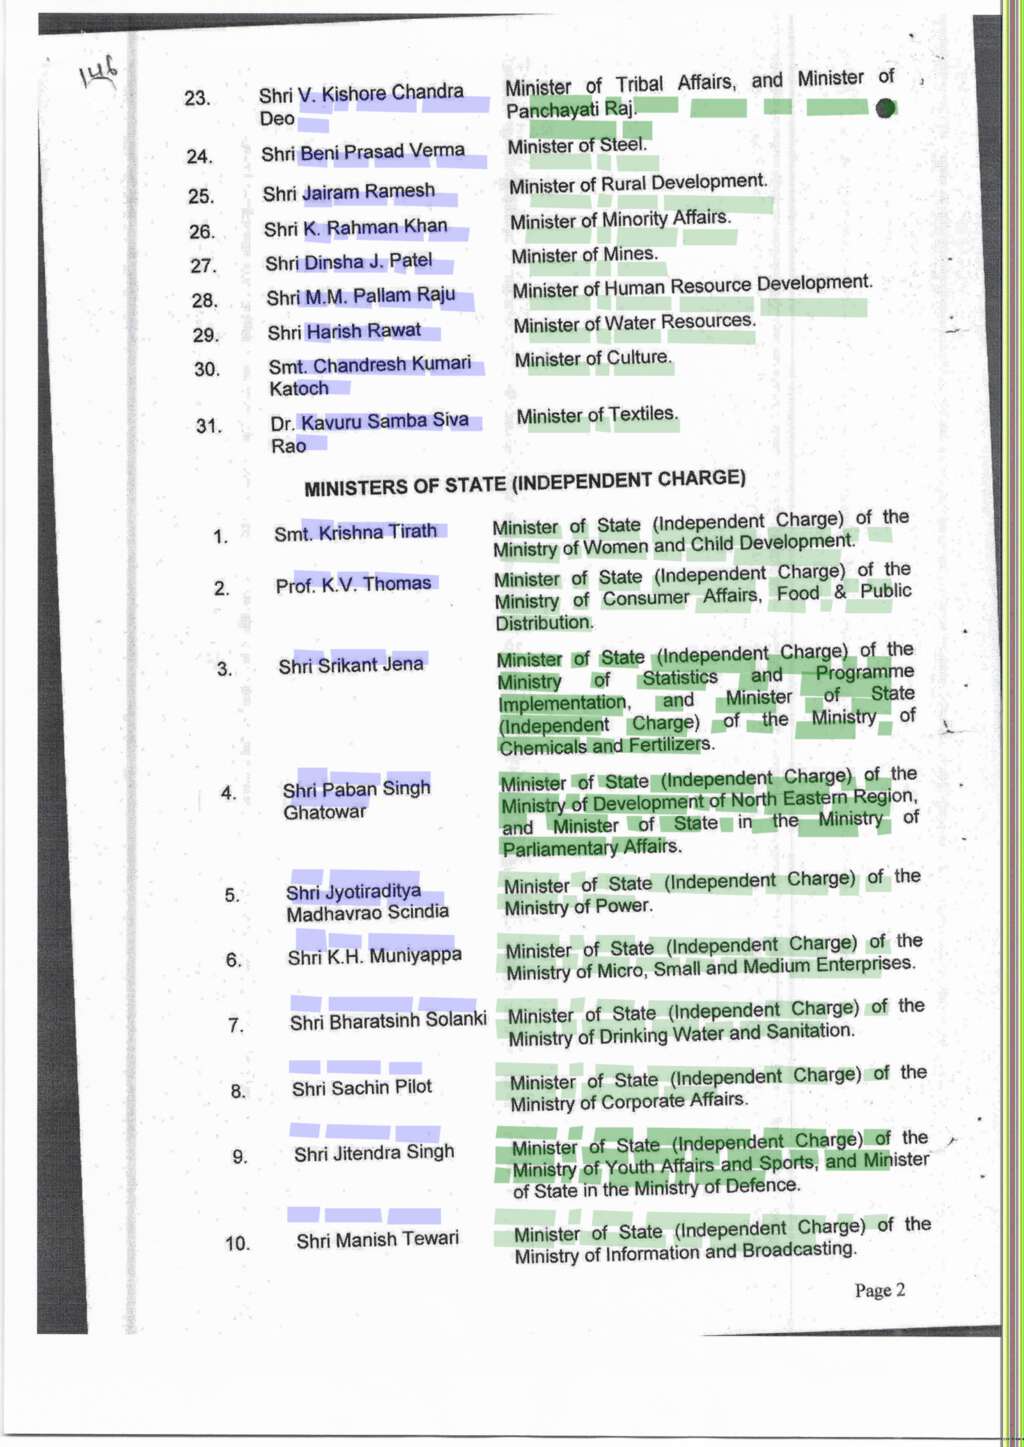 146
23. Shri V. Kishore Chandra Minister of Tribal Affairs, and Minister of
Deo Panchayati Raj.
24. Shri Beni Prasad Verma Minister of Steel.
25. Shri Jairam Ramesh Minister of Rural Development.
26. Shri K. Rahman Khan Minister of Minority Affairs.
27. Shri Dinsha J. Patel Minister of Mines.
28. Shri M.M. Pallam Raju Minister of Human Resource Development.
29. Shri Harish Rawat Minister of Water Resources.
30. Smt. Chandresh Kumari Minister of Culture.
Katoch
31. Dr. Kavuru Samba Siva Minister of Textiles.
Rao
MINISTERS OF STATE (INDEPENDENT CHARGE)
1. Smt. Krishna Tirath Minister of State (Independent Charge) of the
Ministry of Women and Child Development.
2. Prof. K.V. Thomas Minister of State (Independent Charge) of the
Ministry of Consumer Affairs, Food & Public
Distribution.
3. Shri Srikant Jena Minister of State (Independent Charge) of the
Ministry of Statistics and Programme
Implementation, and Minister of State
(Independent Charge) of the Ministry of
Chemicals and Fertilizers.
4. Shri Paban Singh Minister of State (Independent Charge) of the
Ghatowar Ministry of Development of North Eastern Region,
and Minister of State in the Ministry of
Parliamentary Affairs.
5. Shri Jyotiraditya Minister of State (Independent Charge) of the
Madhavrao Scindia Ministry of Power.
6. Shri K.H. Muniyappa Minister of State (Independent Charge) of the
Ministry of Micro, Small and Medium Enterprises.
7. Shri Bharatsinh Solanki Minister of State (Independent Charge) of the
Ministry of Drinking Water and Sanitation.
8. Shri Sachin Pilot Minister of State (Independent Charge) of the
Ministry of Corporate Affairs.
9. Shri Jitendra Singh Minister of State (Independent Charge) of the
Ministry of Youth Affairs and Sports, and Minister
of State in the Ministry of Defence.
10. Shri Manish Tewari Minister of State (Independent Charge) of the
Ministry of Information and Broadcasting.
Page 2